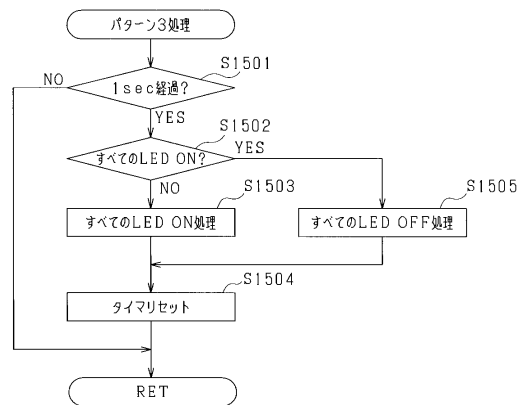 パターン3処理
S1501
NO
1sec経過?
YES
S1502
すべてのLED ON?
YES
NO
S1503
S1505
すべてのLED ON処理
すべてのLED OFF処理
S1504
タイマリセット
RET